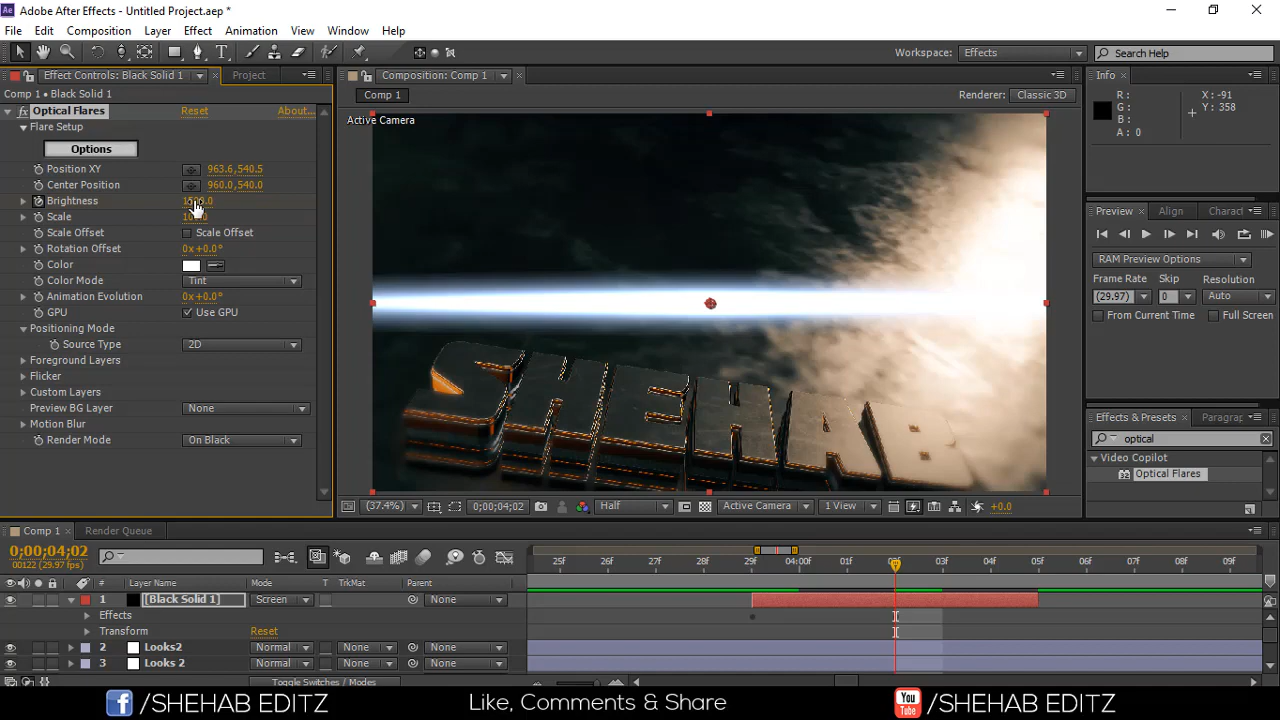 Adobe After Effects - Untitled Project.aep *
File Edit Composition Layer Effect Animation View Window Help
Workspace: Effects Search Help
Effect Controls: Black Solid 1 Project
Comp 1 • Black Solid 1
fx Optical Flares Reset About...
Flare Setup
Options
Position XY 963.6,540.5
Center Position 960.0,540.0
Brightness
Scale
Scale Offset Scale Offset
Rotation Offset 0x +0.0°
Color
Color Mode Tint
Animation Evolution 0x +0.0°
GPU Use GPU
Positioning Mode
Source Type 2D
Foreground Layers
Flicker
Custom Layers
Preview BG Layer None
Motion Blur
Render Mode On Black
Composition: Comp 1
Comp 1 Renderer: Classic 3D
Active Camera
SHEHAB
(37.4%) 0;00;04;02 Half Active Camera 1 View +0.0
Info
R: X: -91
G: Y: 358
B:
A: 0
Preview Align Charact
RAM Preview Options
Frame Rate Skip Resolution
(29.97) 0 Auto
From Current Time Full Screen
Effects & Presets Paragrap
optical
Video Copilot
32 Optical Flares
Comp 1 Render Queue
0;00;04;02
00122 (29.97 fps)
# Layer Name Mode T TrkMat Parent
1 [Black Solid 1] Screen None
Effects
Transform Reset
2 Looks2 Normal None None
3 Looks 2 Normal None None
Toggle Switches / Modes
25f 26f 27f 28f 29f 04:00f 01f 02f 03f 04f 05f 06f 07f 08f 09f
/SHEHAB EDITZ Like, Comments & Share You Tube /SHEHAB EDITZ